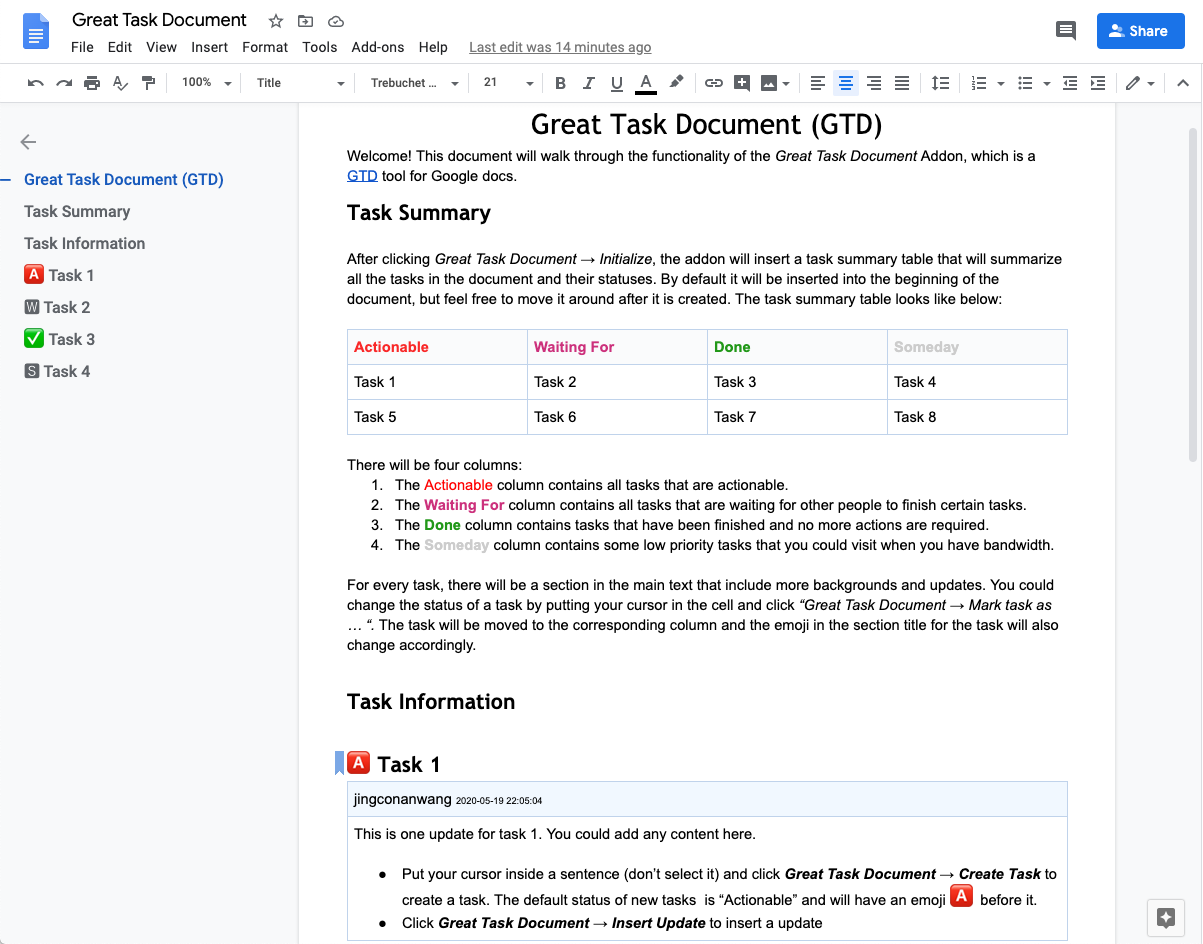 Great Task Document
File Edit View Insert Format Tools Add-ons Help Last edit was 14 minutes ago
Share
100% Title Trebuchet ... 21 B I U A
Great Task Document (GTD)
Task Summary
Task Information
🅰 Task 1
🅆 Task 2
✅ Task 3
🅂 Task 4
Great Task Document (GTD)
Welcome! This document will walk through the functionality of the Great Task Document Addon, which is a
GTD tool for Google docs.
Task Summary
After clicking Great Task Document → Initialize, the addon will insert a task summary table that will summarize
all the tasks in the document and their statuses. By default it will be inserted into the beginning of the
document, but feel free to move it around after it is created. The task summary table looks like below:
Actionable Waiting For Done Someday
Task 1 Task 2 Task 3 Task 4
Task 5 Task 6 Task 7 Task 8
There will be four columns:
1. The Actionable column contains all tasks that are actionable.
2. The Waiting For column contains all tasks that are waiting for other people to finish certain tasks.
3. The Done column contains tasks that have been finished and no more actions are required.
4. The Someday column contains some low priority tasks that you could visit when you have bandwidth.
For every task, there will be a section in the main text that include more backgrounds and updates. You could
change the status of a task by putting your cursor in the cell and click “Great Task Document → Mark task as
… “. The task will be moved to the corresponding column and the emoji in the section title for the task will also
change accordingly.
Task Information
🅰 Task 1
jingconanwang 2020-05-19 22:05:04
This is one update for task 1. You could add any content here.
● Put your cursor inside a sentence (don’t select it) and click Great Task Document → Create Task to
create a task. The default status of new tasks is “Actionable” and will have an emoji 🅰 before it.
● Click Great Task Document → Insert Update to insert a update